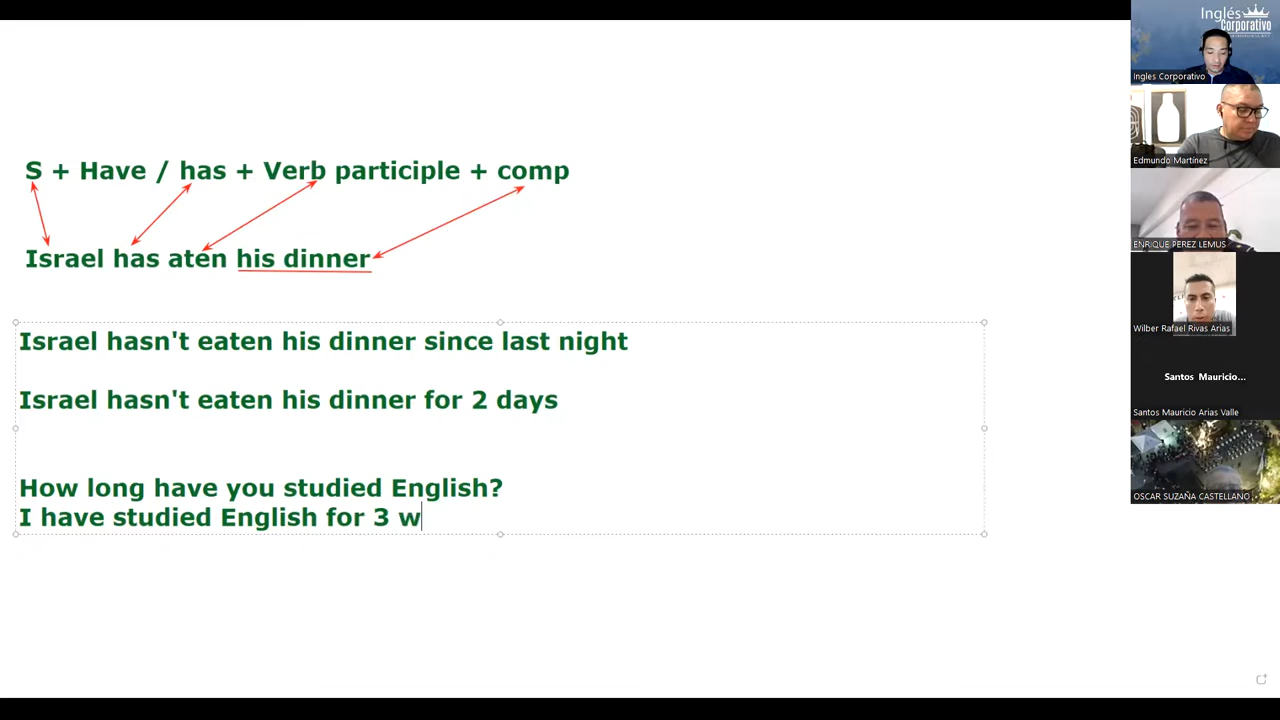 S + Have / has + Verb participle + comp
Israel has aten his dinner
Israel hasn't eaten his dinner since last night
Israel hasn't eaten his dinner for 2 days
How long have you studied English?
I have studied English for 3 w
Inglés
Corporativo
Ingles Corporativo
Edmundo Martínez
ENRIQUE PEREZ LEMUS
Wilber Rafael Rivas Arias
Santos Mauricio...
Santos Mauricio Arias Valle
OSCAR SUZAÑA CASTELLANO